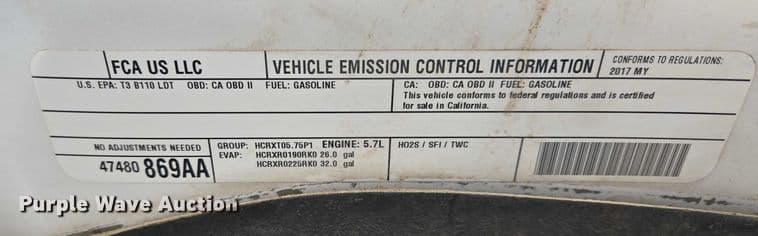 FCA US LLC
VEHICLE EMISSION CONTROL INFORMATION
CONFORMS TO REGULATIONS:
2017 MY
U.S. EPA: T3 B110 LDT OBD: CA OBD II FUEL: GASOLINE
CA: OBD: CA OBD II FUEL: GASOLINE
This vehicle conforms to federal regulations and is certified
for sale in California.
NO ADJUSTMENTS NEEDED
47480 869AA
GROUP: HCRXT05.75P1 ENGINE: 5.7L
EVAP: HCRXR0190RK0 26.0 gal
HCRXR0225RK0 32.0 gal
HO2S / SFI / TWC
Purple Wave Auction